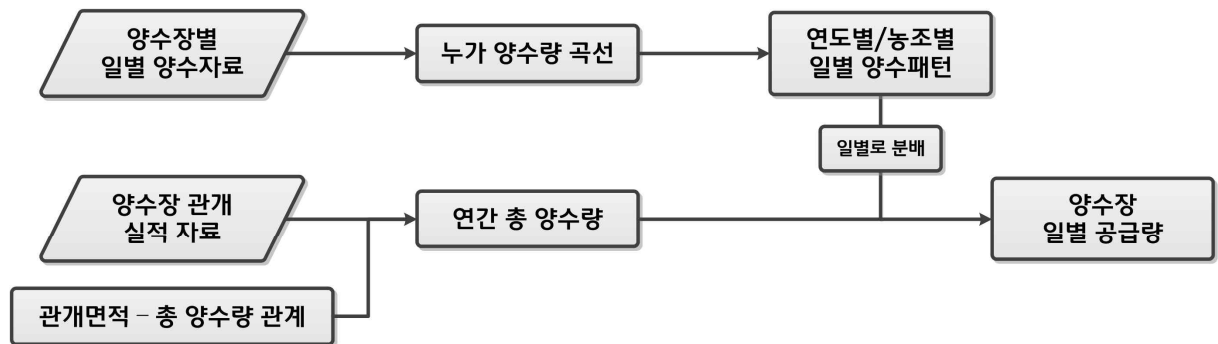 양수장별
일별 양수자료
누가 양수량 곡선
연도별/농조별
일별 양수패턴
일별로 분배
양수장 관개
실적 자료
연간 총 양수량
양수장
일별 공급량
관개면적 – 총 양수량 관계